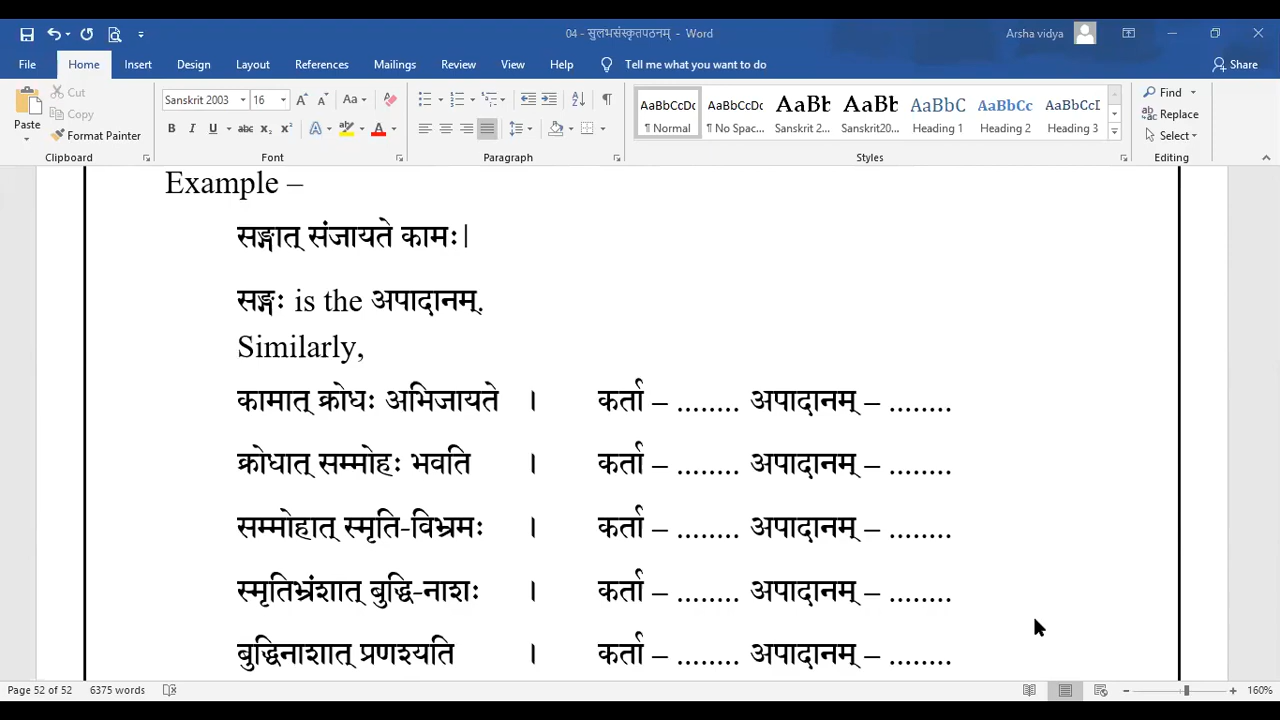 04 - सुलभसंस्कृतपठनम् - Word
Arsha vidya
File Home Insert Design Layout References Mailings Review View Help Tell me what you want to do Share
Paste
Cut
Copy
Format Painter
Clipboard
Sanskrit 2003 16
Font
Paragraph
AaBbCcDc AaBbCcDc AaBb AaBb AaBbC AaBbCc AaBbCcD
¶ Normal ¶ No Spac... Sanskrit 2... Sanskrit20... Heading 1 Heading 2 Heading 3
Styles
Find
Replace
Select
Editing
Example –
सङ्गात् संजायते कामः|
सङ्गः is the अपादानम्.
Similarly,
कामात् क्रोधः अभिजायते । कर्ता – ........ अपादानम् – ........
क्रोधात् सम्मोहः भवति । कर्ता – ........ अपादानम् – ........
सम्मोहात् स्मृति-विभ्रमः । कर्ता – ........ अपादानम् – ........
स्मृतिभ्रंशात् बुद्धि-नाशः । कर्ता – ........ अपादानम् – ........
बुद्धिनाशात् प्रणश्यति । कर्ता – ........ अपादानम् – ........
Page 52 of 52 6375 words 160%